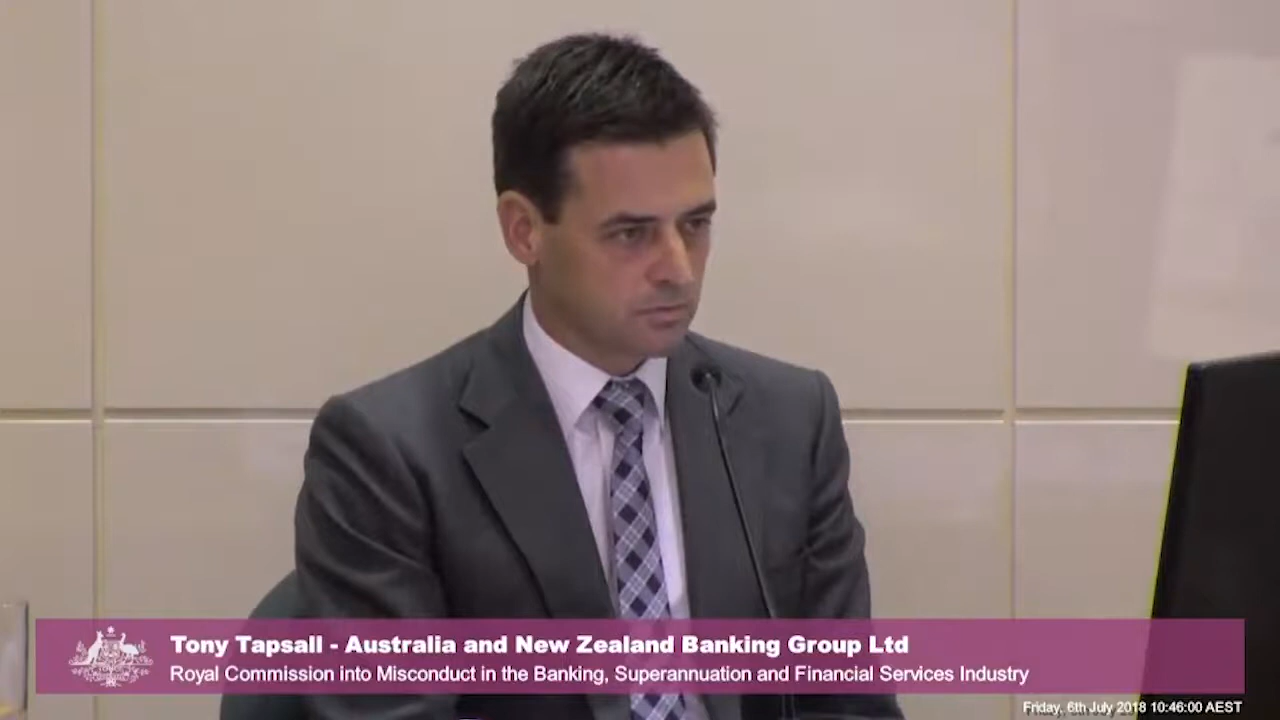 Tony Tapsall - Australia and New Zealand Banking Group Ltd
Royal Commission into Misconduct in the Banking, Superannuation and Financial Services Industry
Friday, 6th July 2018 10:46:00 AEST